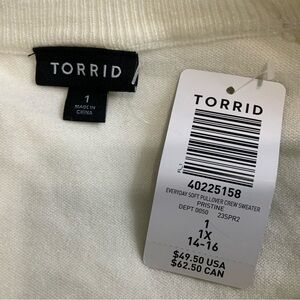 TORRID
1
MADE IN
CHINA
TORRID
40225158
EVERYDAY SOFT PULLOVER CREW SWEATER
PRISTINE
DEPT 0050 23SPR2
1
1X
14-16
$49.50 USA
$62.50 CAN